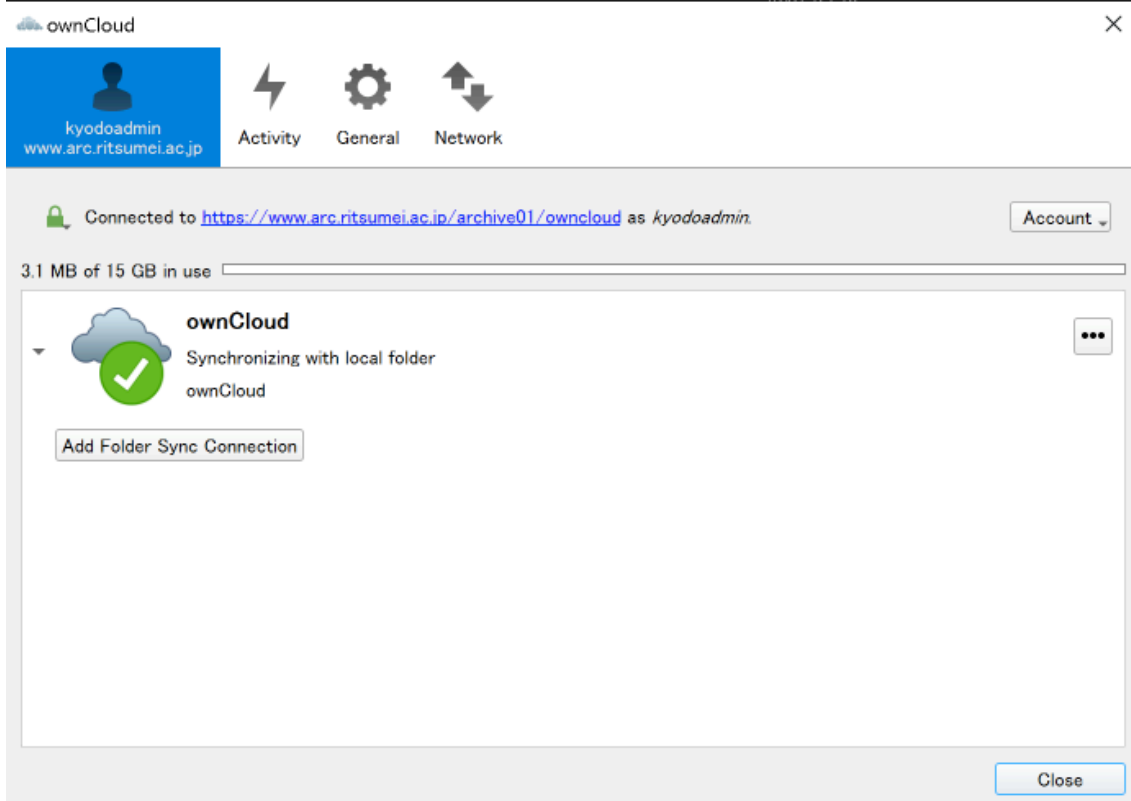 ownCloud
kyodoadmin
www.arc.ritsumei.ac.jp
Activity
General
Network
Connected to https://www.arc.ritsumei.ac.jp/archive01/owncloud as kyodoadmin.
Account
3.1 MB of 15 GB in use
ownCloud
Synchronizing with local folder
ownCloud
Add Folder Sync Connection
Close